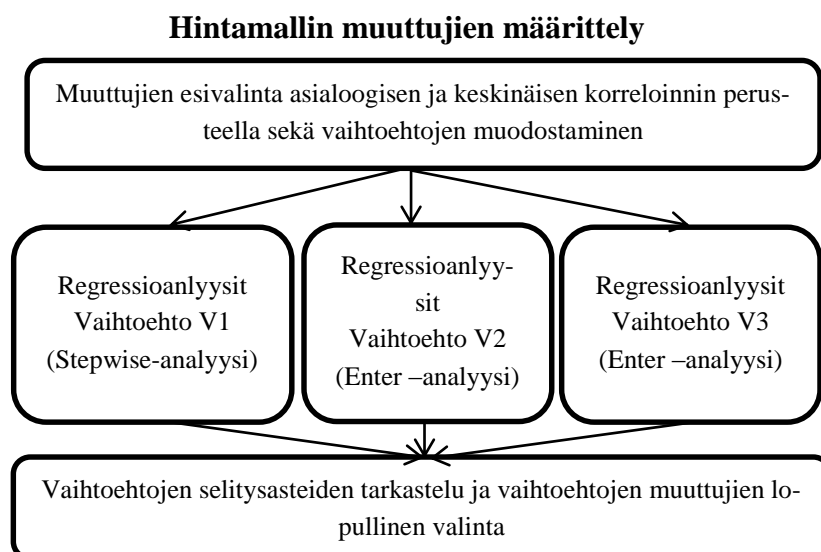 Hintamallin muuttujien määrittely
Muuttujien esivalinta asialoogisen ja keskinäisen korreloinnin perus-
teella sekä vaihtoehtojen muodostaminen
Regressioanlyysit
Vaihtoehto V1
(Stepwise-analyysi)
Regressioanlyy-
sit
Vaihtoehto V2
(Enter –analyysi)
Regressioanlyysit
Vaihtoehto V3
(Enter –analyysi)
Vaihtoehtojen selitysasteiden tarkastelu ja vaihtoehtojen muuttujien lo-
pullinen valinta